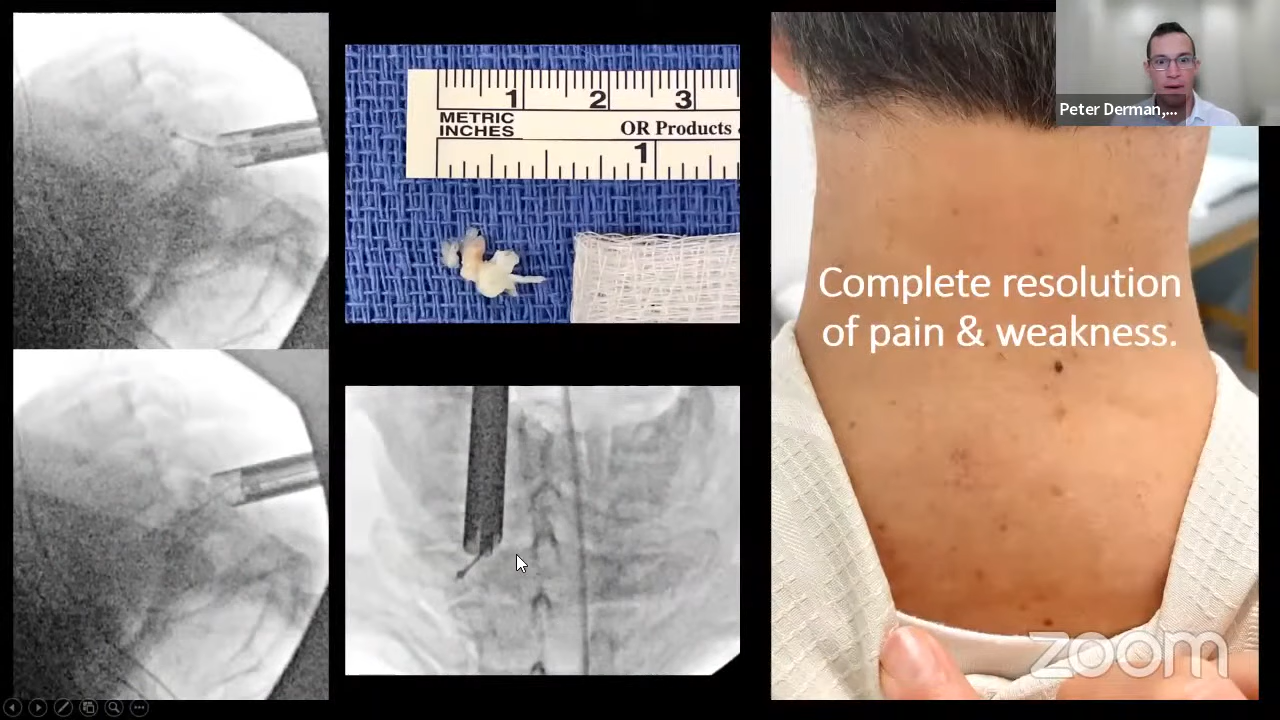 1 2 3
METRIC
INCHES
OR Products
1
Peter Derman,...
Complete resolution
of pain & weakness.
zoom